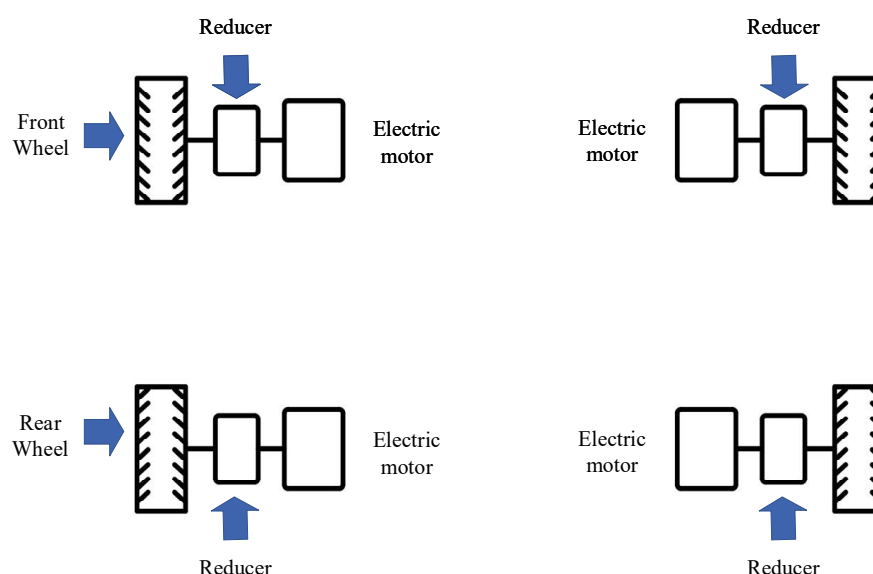 Reducer
Reducer
Front
Wheel
Electric
motor
Electric
motor
Rear
Wheel
Electric
motor
Electric
motor
Reducer
Reducer